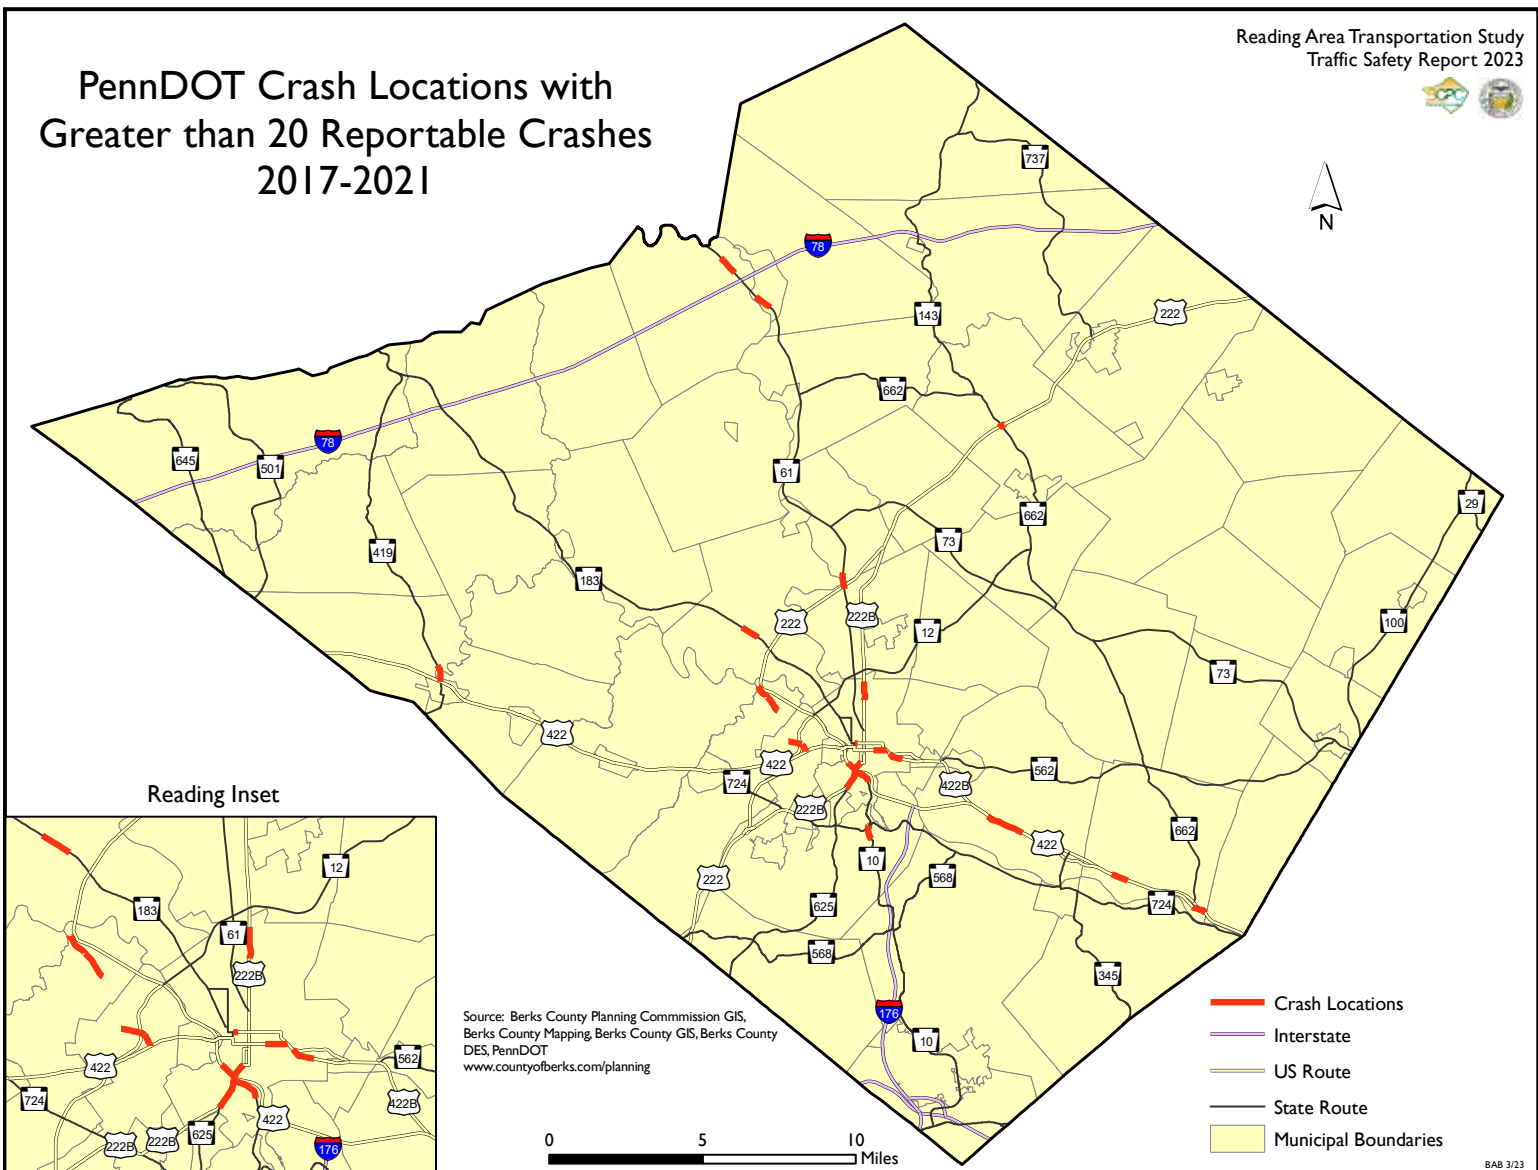 PennDOT Crash Locations with
Greater than 20 Reportable Crashes
2017-2021
Reading Area Transportation Study
Traffic Safety Report 2023
CPC
N
737
78
143
222
662
78
645
501
61
29
662
419
73
183
100
222
222B
12
73
422
422
724
562
422B
222B
422
662
10
222
568
625
724
568
345
176
10
Reading Inset
12
183
61
222B
422
562
724
422B
422
625
222B
222B
176
Source: Berks County Planning Commmission GIS,
Berks County Mapping, Berks County GIS, Berks County
DES, PennDOT
www.countyofberks.com/planning
0 5 10
Miles
Crash Locations
Interstate
US Route
State Route
Municipal Boundaries
BAB 3/23